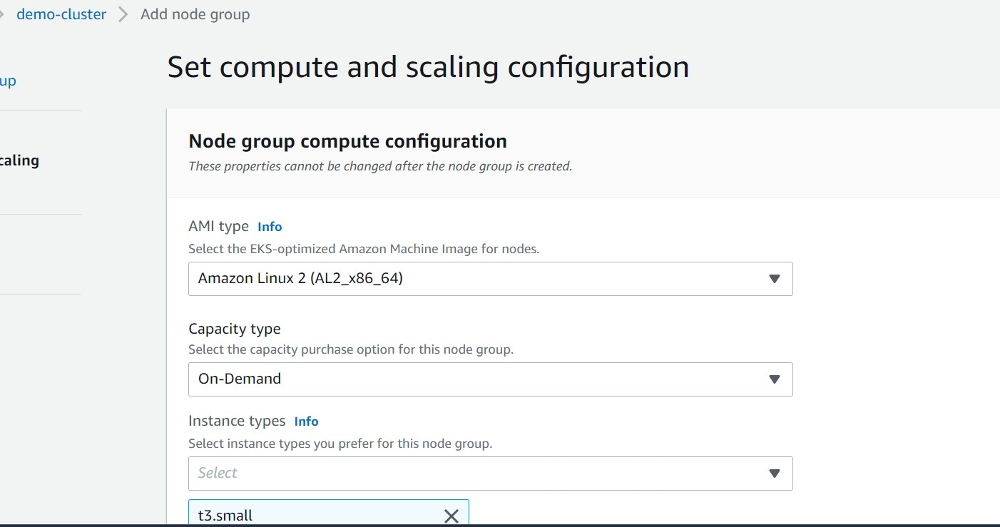 demo-cluster Add node group
Set compute and scaling configuration
up
caling
Node group compute configuration
These properties cannot be changed after the node group is created.
AMI type Info
Select the EKS-optimized Amazon Machine Image for nodes.
Amazon Linux 2 (AL2_x86_64)
Capacity type
Select the capacity purchase option for this node group.
On-Demand
Instance types Info
Select instance types you prefer for this node group.
Select
t3.small